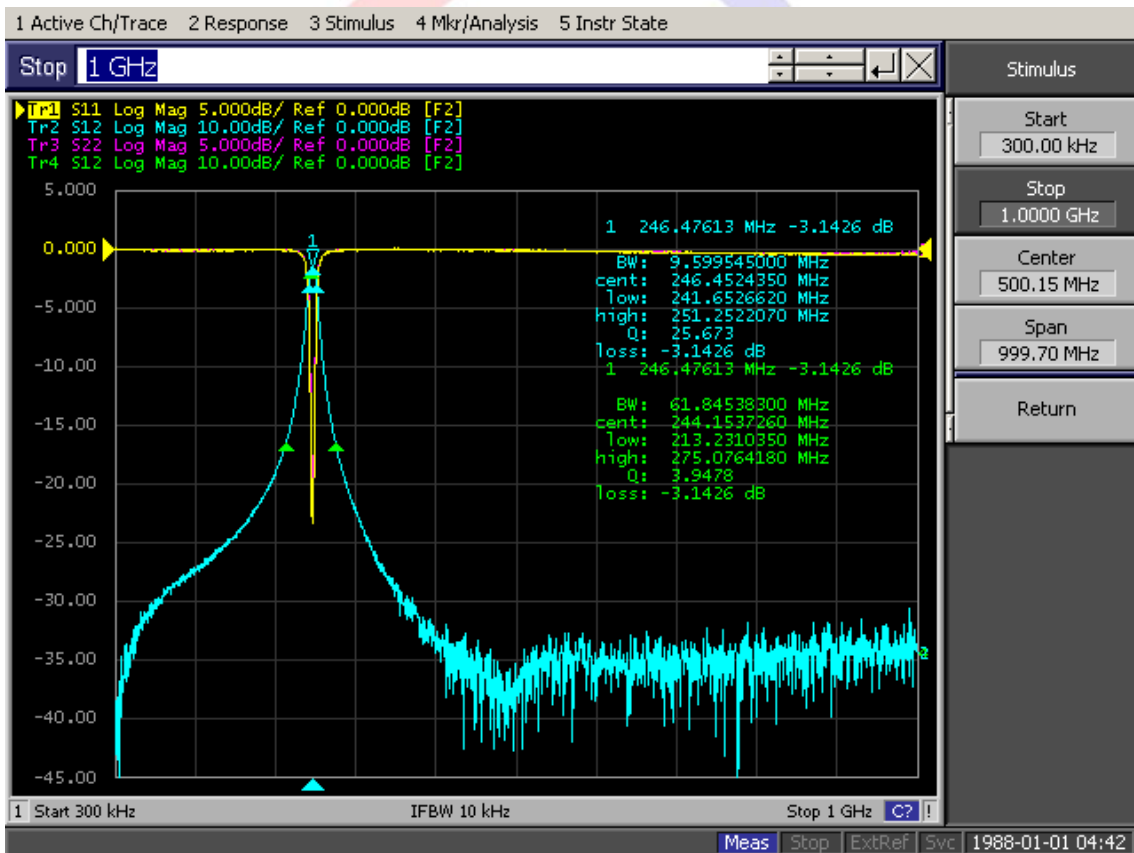 1 Active Ch/Trace 2 Response 3 Stimulus 4 Mkr/Analysis 5 Instr State
Stop 1 GHz
Stimulus
Start
300.00 kHz
Stop
1.0000 GHz
Center
500.15 MHz
Span
999.70 MHz
Return
Tr1 S11 Log Mag 5.000dB/ Ref 0.000dB [F2]
Tr2 S12 Log Mag 10.00dB/ Ref 0.000dB [F2]
Tr3 S22 Log Mag 5.000dB/ Ref 0.000dB [F2]
Tr4 S12 Log Mag 10.00dB/ Ref 0.000dB [F2]
5.000
0.000
-5.000
-10.00
-15.00
-20.00
-25.00
-30.00
-35.00
-40.00
-45.00
1
1 246.47613 MHz -3.1426 dB
BW: 9.599545000 MHz
cent: 246.4524350 MHz
low: 241.6526620 MHz
high: 251.2522070 MHz
Q: 25.673
loss: -3.1426 dB
1 246.47613 MHz -3.1426 dB
BW: 61.84538300 MHz
cent: 244.1537260 MHz
low: 213.2310350 MHz
high: 275.0764180 MHz
Q: 3.9478
loss: -3.1426 dB
1 Start 300 kHz IFBW 10 kHz Stop 1 GHz C? !
Meas Stop ExtRef Svc 1988-01-01 04:42